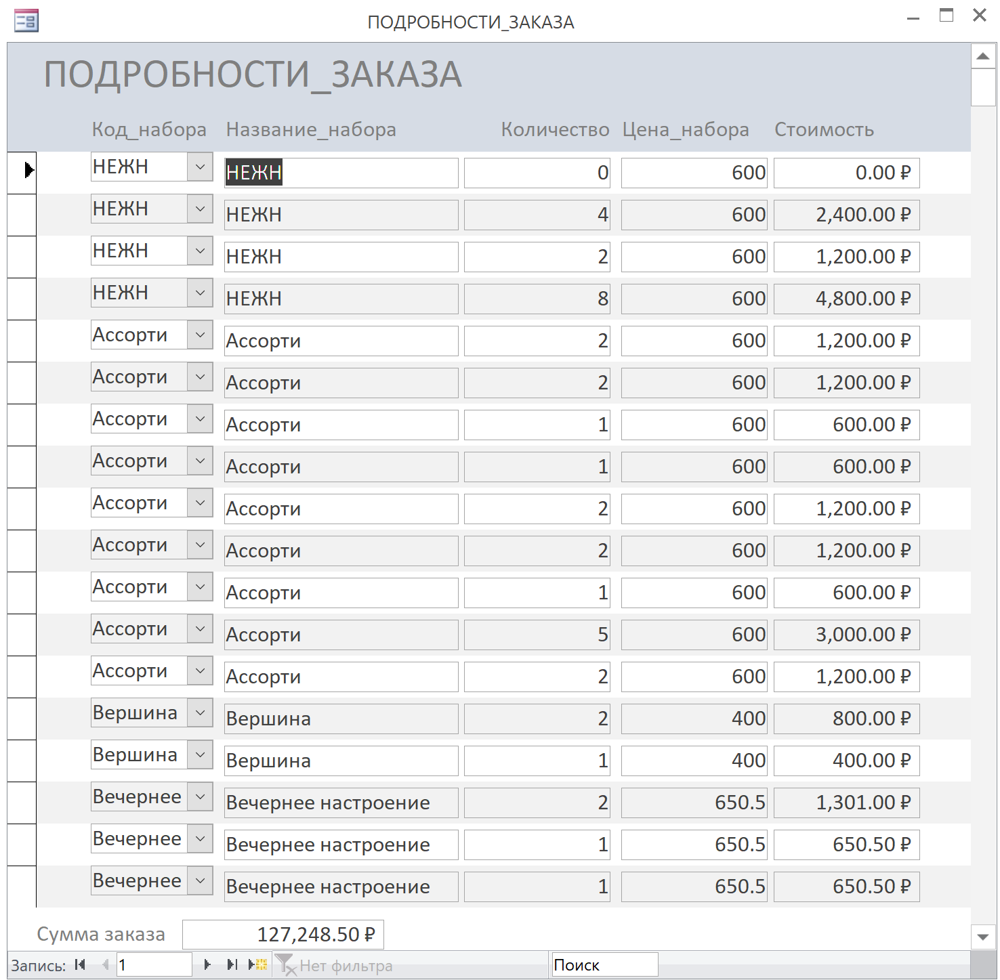 ПОДРОБНОСТИ_ЗАКАЗА
ПОДРОБНОСТИ_ЗАКАЗА
Код_набора Название_набора Количество Цена_набора Стоимость
НЕЖН НЕЖН 0 600 0.00 ₽
НЕЖН НЕЖН 4 600 2,400.00 ₽
НЕЖН НЕЖН 2 600 1,200.00 ₽
НЕЖН НЕЖН 8 600 4,800.00 ₽
Ассорти Ассорти 2 600 1,200.00 ₽
Ассорти Ассорти 2 600 1,200.00 ₽
Ассорти Ассорти 1 600 600.00 ₽
Ассорти Ассорти 1 600 600.00 ₽
Ассорти Ассорти 2 600 1,200.00 ₽
Ассорти Ассорти 2 600 1,200.00 ₽
Ассорти Ассорти 1 600 600.00 ₽
Ассорти Ассорти 5 600 3,000.00 ₽
Ассорти Ассорти 2 600 1,200.00 ₽
Вершина Вершина 2 400 800.00 ₽
Вершина Вершина 1 400 400.00 ₽
Вечернее Вечернее настроение 2 650.5 1,301.00 ₽
Вечернее Вечернее настроение 1 650.5 650.50 ₽
Вечернее Вечернее настроение 1 650.5 650.50 ₽
Сумма заказа 127,248.50 ₽
Запись: 1 Нет фильтра Поиск